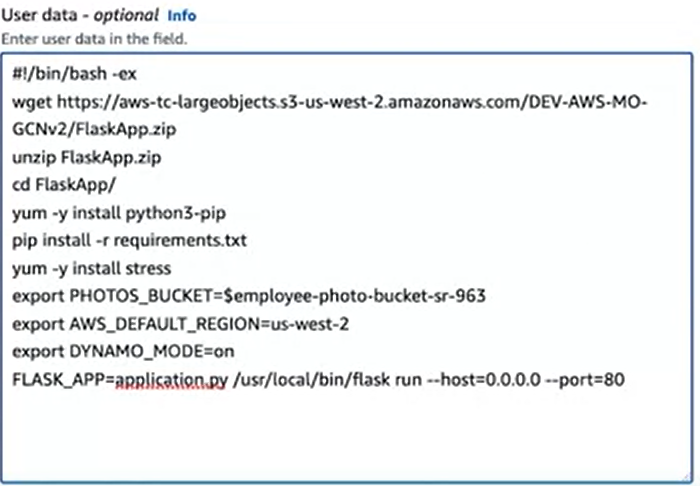 User data - optional Info
Enter user data in the field.
#!/bin/bash -ex
wget https://aws-tc-largeobjects.s3-us-west-2.amazonaws.com/DEV-AWS-MO-
GCNv2/FlaskApp.zip
unzip FlaskApp.zip
cd FlaskApp/
yum -y install python3-pip
pip install -r requirements.txt
yum -y install stress
export PHOTOS_BUCKET=$employee-photo-bucket-sr-963
export AWS_DEFAULT_REGION=us-west-2
export DYNAMO_MODE=on
FLASK_APP=application.py /usr/local/bin/flask run --host=0.0.0.0 --port=80